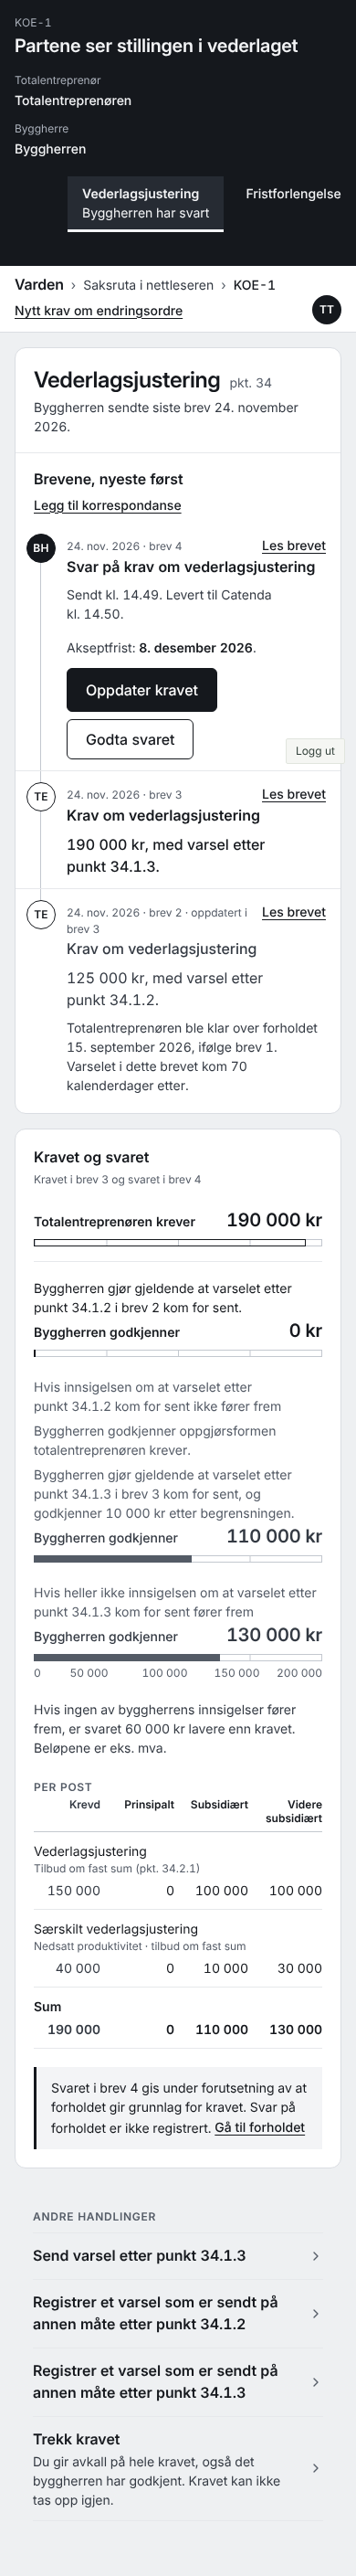 KOE-1
Partene ser stillingen i vederlaget
Totalentreprenør
Totalentreprenøren
Byggherre
Byggherren
Vederlagsjustering
Byggherren har svart
Fristforlengelse
Varden › Saksruta i nettleseren › KOE-1
Nytt krav om endringsordre
TT
Vederlagsjustering pkt. 34
Byggherren sendte siste brev 24. november
2026.
Brevene, nyeste først
Legg til korrespondanse
BH
24. nov. 2026 · brev 4
Les brevet
Svar på krav om vederlagsjustering
Sendt kl. 14.49. Levert til Catenda
kl. 14.50.
Akseptfrist: 8. desember 2026.
Oppdater kravet
Godta svaret
Logg ut
TE
24. nov. 2026 · brev 3
Les brevet
Krav om vederlagsjustering
190 000 kr, med varsel etter
punkt 34.1.3.
TE
24. nov. 2026 · brev 2 · oppdatert i
brev 3
Les brevet
Krav om vederlagsjustering
125 000 kr, med varsel etter
punkt 34.1.2.
Totalentreprenøren ble klar over forholdet
15. september 2026, ifølge brev 1.
Varselet i dette brevet kom 70
kalenderdager etter.
Kravet og svaret
Kravet i brev 3 og svaret i brev 4
Totalentreprenøren krever 190 000 kr
Byggherren gjør gjeldende at varselet etter
punkt 34.1.2 i brev 2 kom for sent.
Byggherren godkjenner 0 kr
Hvis innsigelsen om at varselet etter
punkt 34.1.2 kom for sent ikke fører frem
Byggherren godkjenner oppgjørsformen
totalentreprenøren krever.
Byggherren gjør gjeldende at varselet etter
punkt 34.1.3 i brev 3 kom for sent, og
godkjenner 10 000 kr etter begrensningen.
Byggherren godkjenner 110 000 kr
Hvis heller ikke innsigelsen om at varselet etter
punkt 34.1.3 kom for sent fører frem
Byggherren godkjenner 130 000 kr
0 50 000 100 000 150 000 200 000
Hvis ingen av byggherrens innsigelser fører
frem, er svaret 60 000 kr lavere enn kravet.
Beløpene er eks. mva.
PER POST
Krevd Prinsipalt Subsidiært Videre
subsidiært
Vederlagsjustering
Tilbud om fast sum (pkt. 34.2.1)
150 000 0 100 000 100 000
Særskilt vederlagsjustering
Nedsatt produktivitet · tilbud om fast sum
40 000 0 10 000 30 000
Sum
190 000 0 110 000 130 000
Svaret i brev 4 gis under forutsetning av at
forholdet gir grunnlag for kravet. Svar på
forholdet er ikke registrert. Gå til forholdet
ANDRE HANDLINGER
Send varsel etter punkt 34.1.3
Registrer et varsel som er sendt på
annen måte etter punkt 34.1.2
Registrer et varsel som er sendt på
annen måte etter punkt 34.1.3
Trekk kravet
Du gir avkall på hele kravet, også det
byggherren har godkjent. Kravet kan ikke
tas opp igjen.